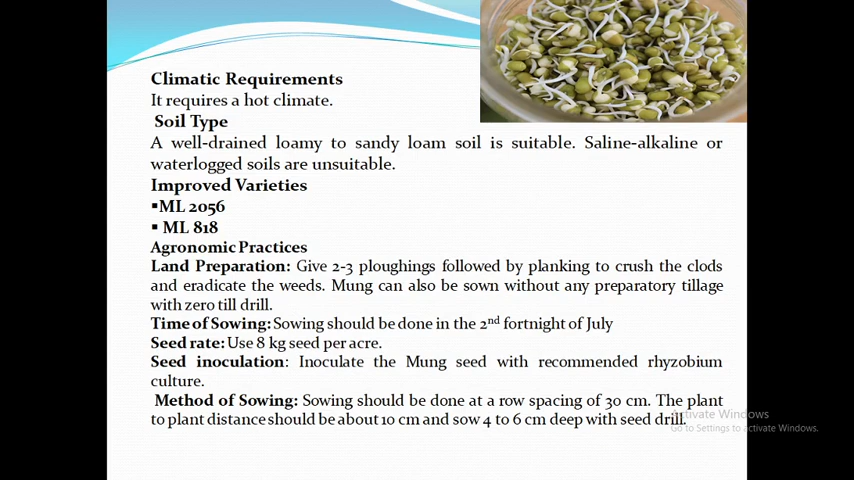 Climatic Requirements
It requires a hot climate.
Soil Type
A well-drained loamy to sandy loam soil is suitable. Saline-alkaline or
waterlogged soils are unsuitable.
Improved Varieties
▪ML 2056
▪ ML 818
Agronomic Practices
Land Preparation: Give 2-3 ploughings followed by planking to crush the clods
and eradicate the weeds. Mung can also be sown without any preparatory tillage
with zero till drill.
Time of Sowing: Sowing should be done in the 2nd fortnight of July
Seed rate: Use 8 kg seed per acre.
Seed inoculation: Inoculate the Mung seed with recommended rhyzobium
culture.
Method of Sowing: Sowing should be done at a row spacing of 30 cm. The plant
to plant distance should be about 10 cm and sow 4 to 6 cm deep with seed drill.
Activate Windows
Go to Settings to activate Windows.